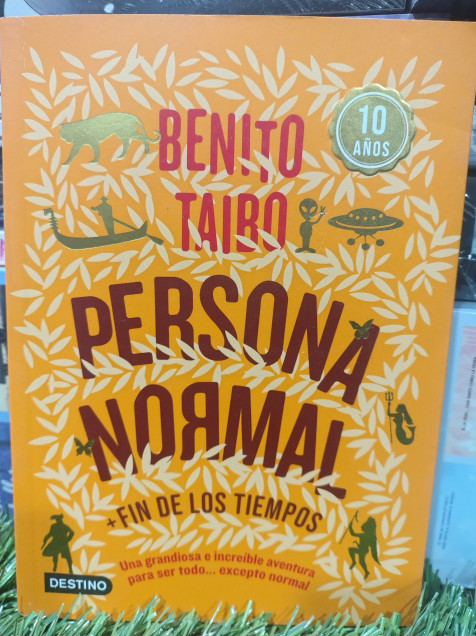 BENITO
TAIBO
10
AÑOS
PERSONA
NORMAL
+ FIN DE LOS TIEMPOS
Una grandiosa e increíble aventura
para ser todo... excepto normal
DESTINO